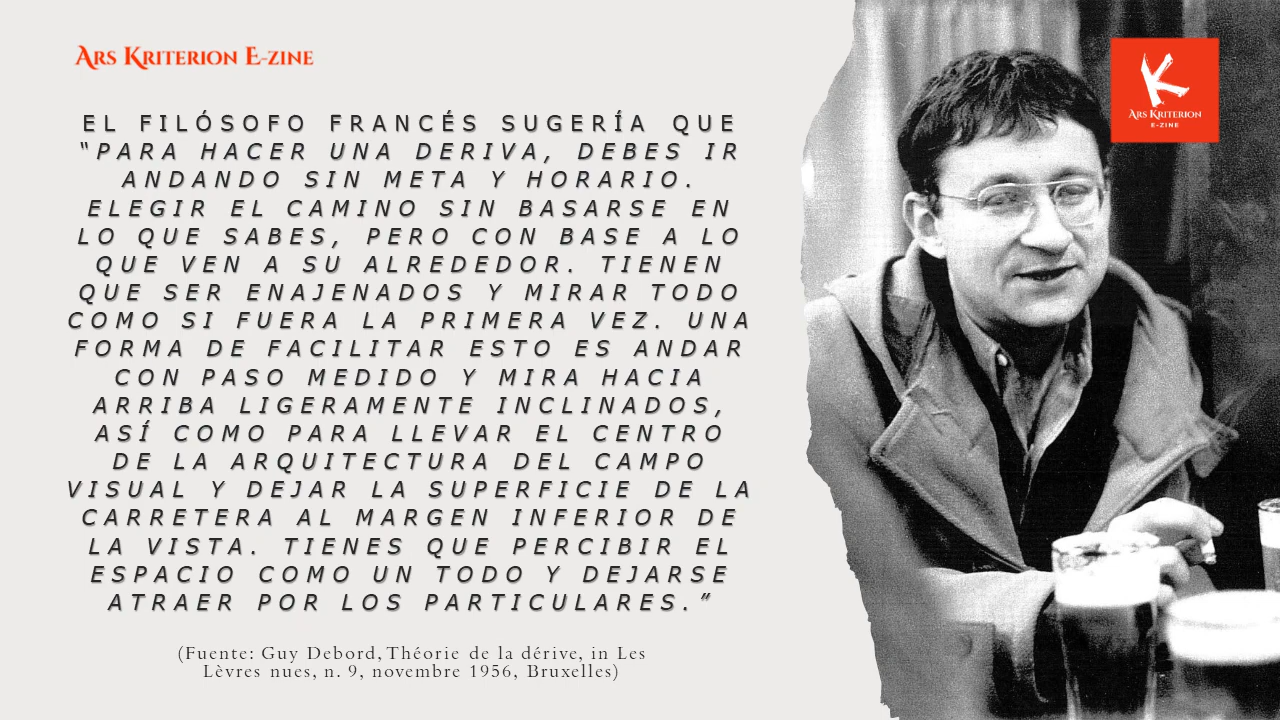 ARS KRITERION E-ZINE
EL FILÓSOFO FRANCÉS SUGERÍA QUE
“PARA HACER UNA DERIVA, DEBES IR
ANDANDO SIN META Y HORARIO.
ELEGIR EL CAMINO SIN BASARSE EN
LO QUE SABES, PERO CON BASE A LO
QUE VEN A SU ALREDEDOR. TIENEN
QUE SER ENAJENADOS Y MIRAR TODO
COMO SI FUERA LA PRIMERA VEZ. UNA
FORMA DE FACILITAR ESTO ES ANDAR
CON PASO MEDIDO Y MIRA HACIA
ARRIBA LIGERAMENTE INCLINADOS,
ASÍ COMO PARA LLEVAR EL CENTRO
DE LA ARQUITECTURA DEL CAMPO
VISUAL Y DEJAR LA SUPERFICIE DE LA
CARRETERA AL MARGEN INFERIOR DE
LA VISTA. TIENES QUE PERCIBIR EL
ESPACIO COMO UN TODO Y DEJARSE
ATRAER POR LOS PARTICULARES.”
(Fuente: Guy Debord, Théorie de la dérive, in Les
Lèvres nues, n. 9, novembre 1956, Bruxelles)
K
ARS KRITERION
E-ZINE